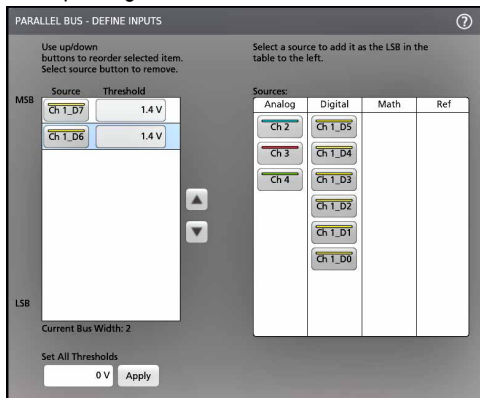 PARALLEL BUS - DEFINE INPUTS
?
Use up/down
buttons to reorder selected item.
Select source button to remove.
Source Threshold
MSB
Ch 1_D7 1.4 V
Ch 1_D6 1.4 V
LSB
Current Bus Width: 2
Set All Thresholds
0 V Apply
Select a source to add it as the LSB in the
table to the left.
Sources:
Analog Digital Math Ref
Ch 2 Ch 1_D5
Ch 3 Ch 1_D4
Ch 4 Ch 1_D3
Ch 1_D2
Ch 1_D1
Ch 1_D0